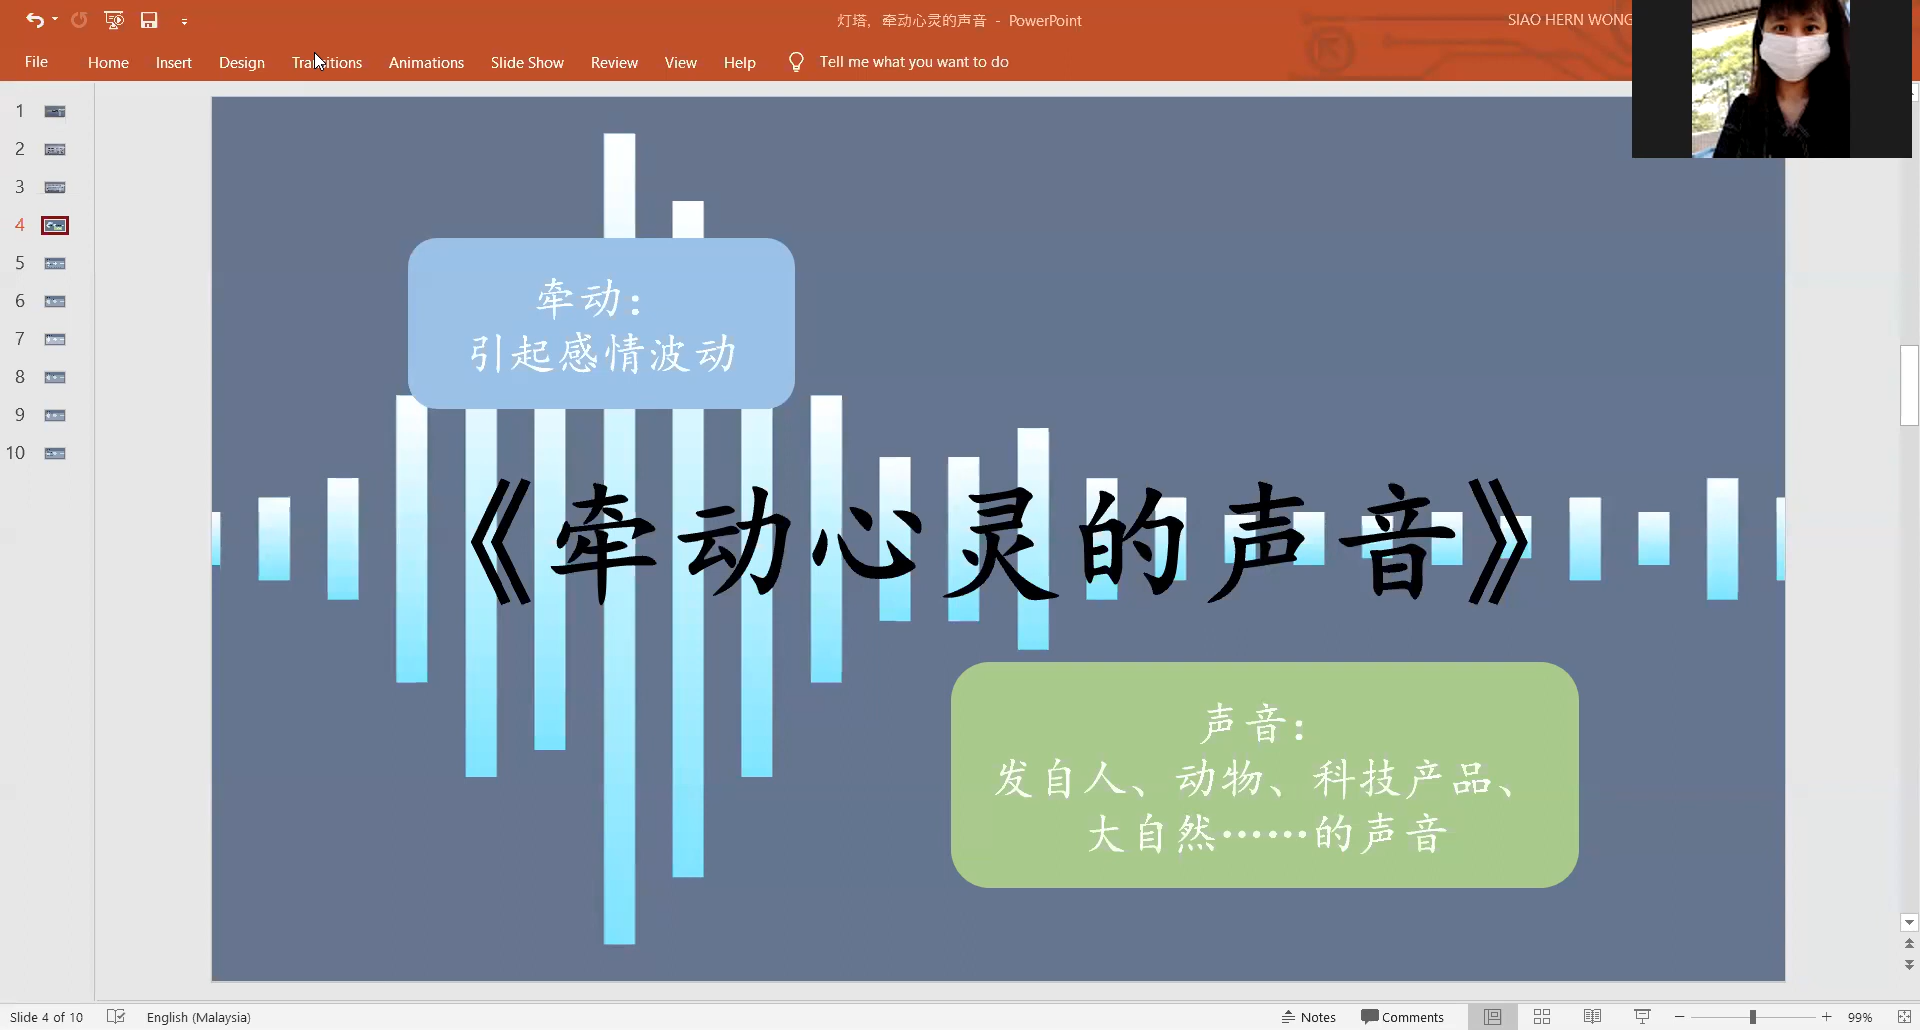 灯塔，牵动心灵的声音 - PowerPoint
SIAO HERN WONG
File Home Insert Design Transitions Animations Slide Show Review View Help Tell me what you want to do
1
2
3
4
5
6
7
8
9
10
牵动：
引起感情波动
《牵动心灵的声音》
声音：
发自人、动物、科技产品、
大自然……的声音
Slide 4 of 10 English (Malaysia) Notes Comments 99%